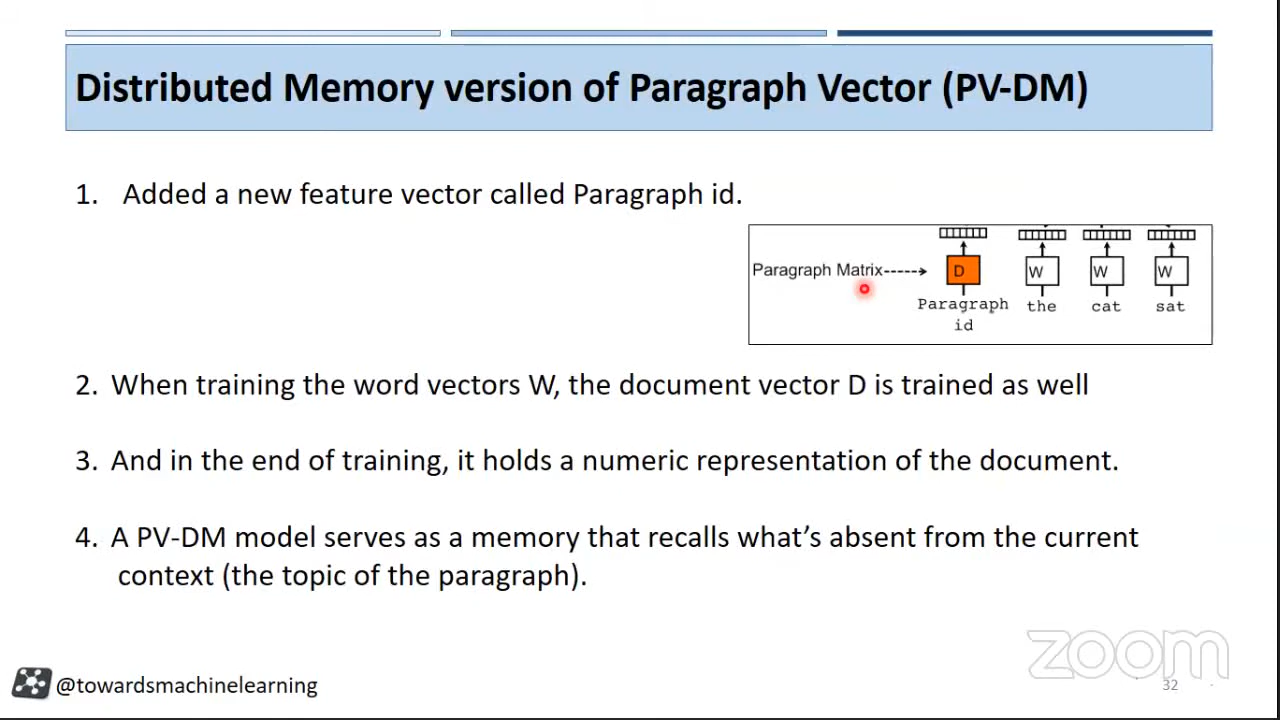 Distributed Memory version of Paragraph Vector (PV-DM)
1. Added a new feature vector called Paragraph id.
Paragraph Matrix
D
W
W
W
Paragraph
id
the
cat
sat
2. When training the word vectors W, the document vector D is trained as well
3. And in the end of training, it holds a numeric representation of the document.
4. A PV-DM model serves as a memory that recalls what’s absent from the current
context (the topic of the paragraph).
zoom
@towardsmachinelearning
32